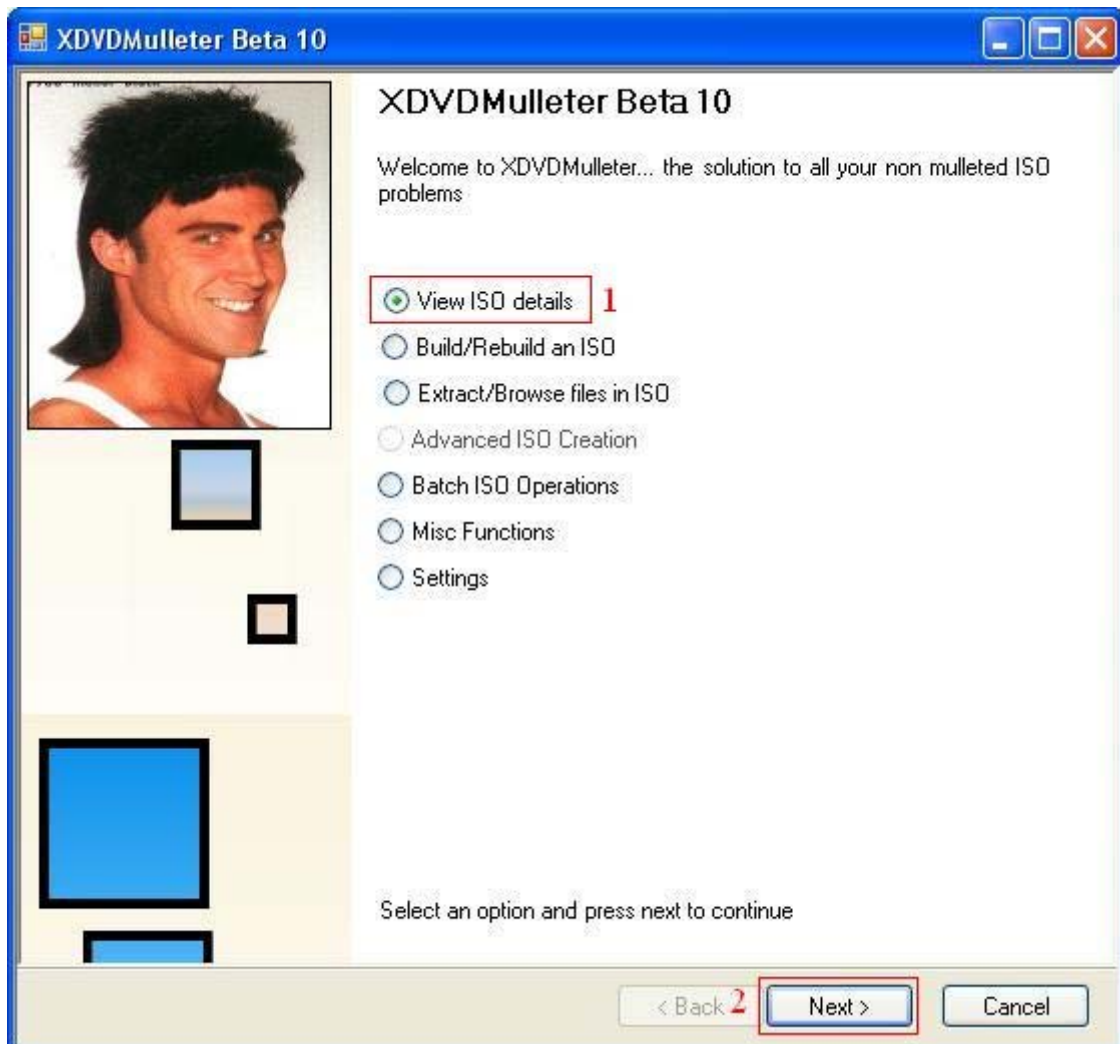 XDVDMulleter Beta 10
XDVDMulleter Beta 10
Welcome to XDVDMulleter... the solution to all your non mulleted ISO
problems
View ISO details 1
Build/Rebuild an ISO
Extract/Browse files in ISO
Advanced ISO Creation
Batch ISO Operations
Misc Functions
Settings
Select an option and press next to continue
< Back 2 Next > Cancel